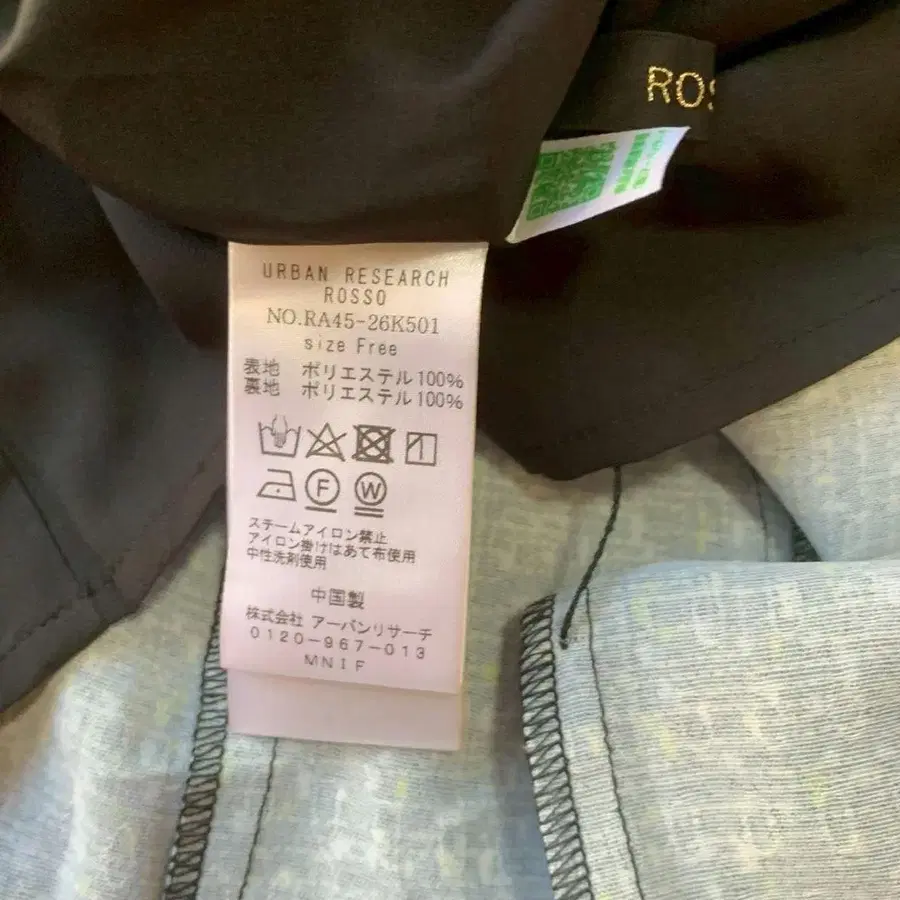 ROS
URBAN RESEARCH
ROSSO
NO.RA45-26K501
size Free
表地 ポリエステル100%
裏地 ポリエステル100%
F W
スチームアイロン禁止
アイロン掛けはあて布使用
中性洗剤使用
中国製
株式会社 アーバンリサーチ
0120-967-013
MNIF